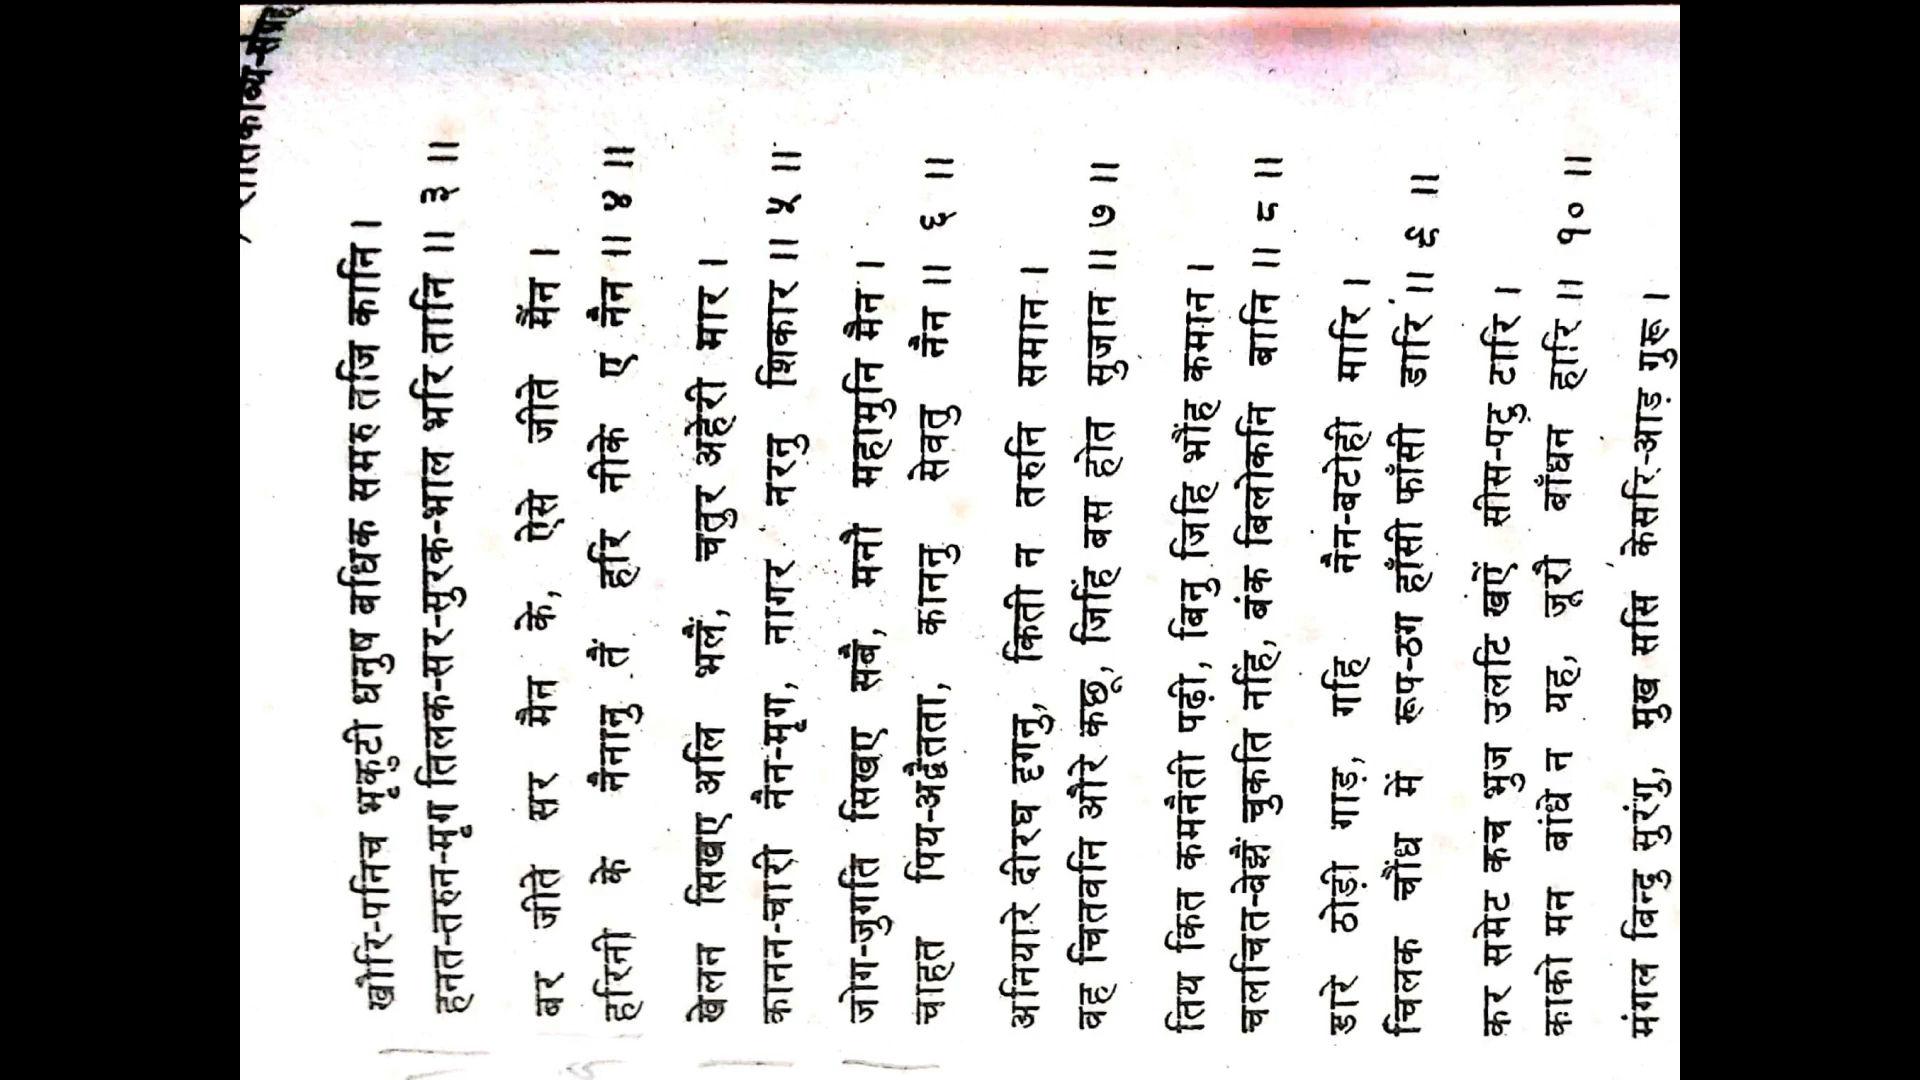 रीतिकाव्य-संग्रह
खौरि-पनिच भृकुटी धनुष बधिक समरु तजि कानि ।
हनत-तरुन-मृग तिलक-सर-सुरक-भाल भरि तानि ॥ ३ ॥
बर जीते सर मैन के, ऐसे जीते मैंन ।
हरिनी के नैनानु तें हरि नीके ए नैन ॥ ४ ॥
खेलन सिखए अलि भलैं, चतुर अहेरी मार ।
कानन-चारी नैन-मृग, नागर नरनु शिकार ॥ ५ ॥
जोग-जुगति सिखए सबै, मनौ महामुनि मैन ।
चाहत पिय-अद्वैतता, काननु सेवतु नैन ॥ ६ ॥
अनियारे दीरघ दृगनु, किती न तरुनि समान ।
वह चितवनि औरे कछू, जिहिं बस होत सुजान ॥ ७ ॥
तिय कित कमनैती पढ़ी, बिनु जिहि भौंह कमान ।
चलचित-बेझैं चुकति नहिं, बंक बिलोकनि बानि ॥ ८ ॥
डारे ठोड़ी गाड़, गहि नैन-बटोही मारि ।
चिलक चौंध में रूप-ठग हाँसी फाँसी डारि ॥ ९ ॥
कर समेट कच भुज उलटि खएँ सीस-पटु टारि ।
काको मन बांधे न यह, जूरौ बाँधन हारि ॥ १० ॥
मंगल बिन्दु सुरंगु, मुख ससि केसरि-आड़ गुरू ।